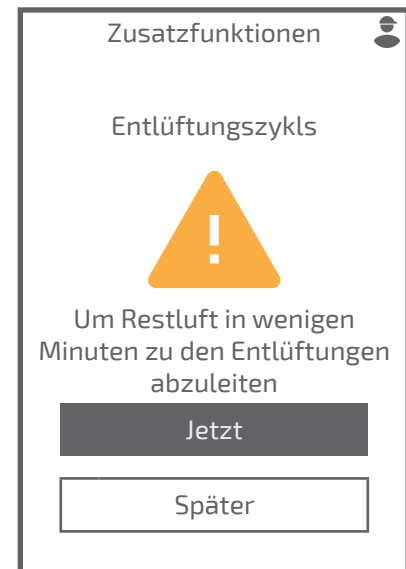 Zusatzfunktionen
Entlüftungszykls
!
Um Restluft in wenigen
Minuten zu den Entlüftungen
abzuleiten
Jetzt
Später